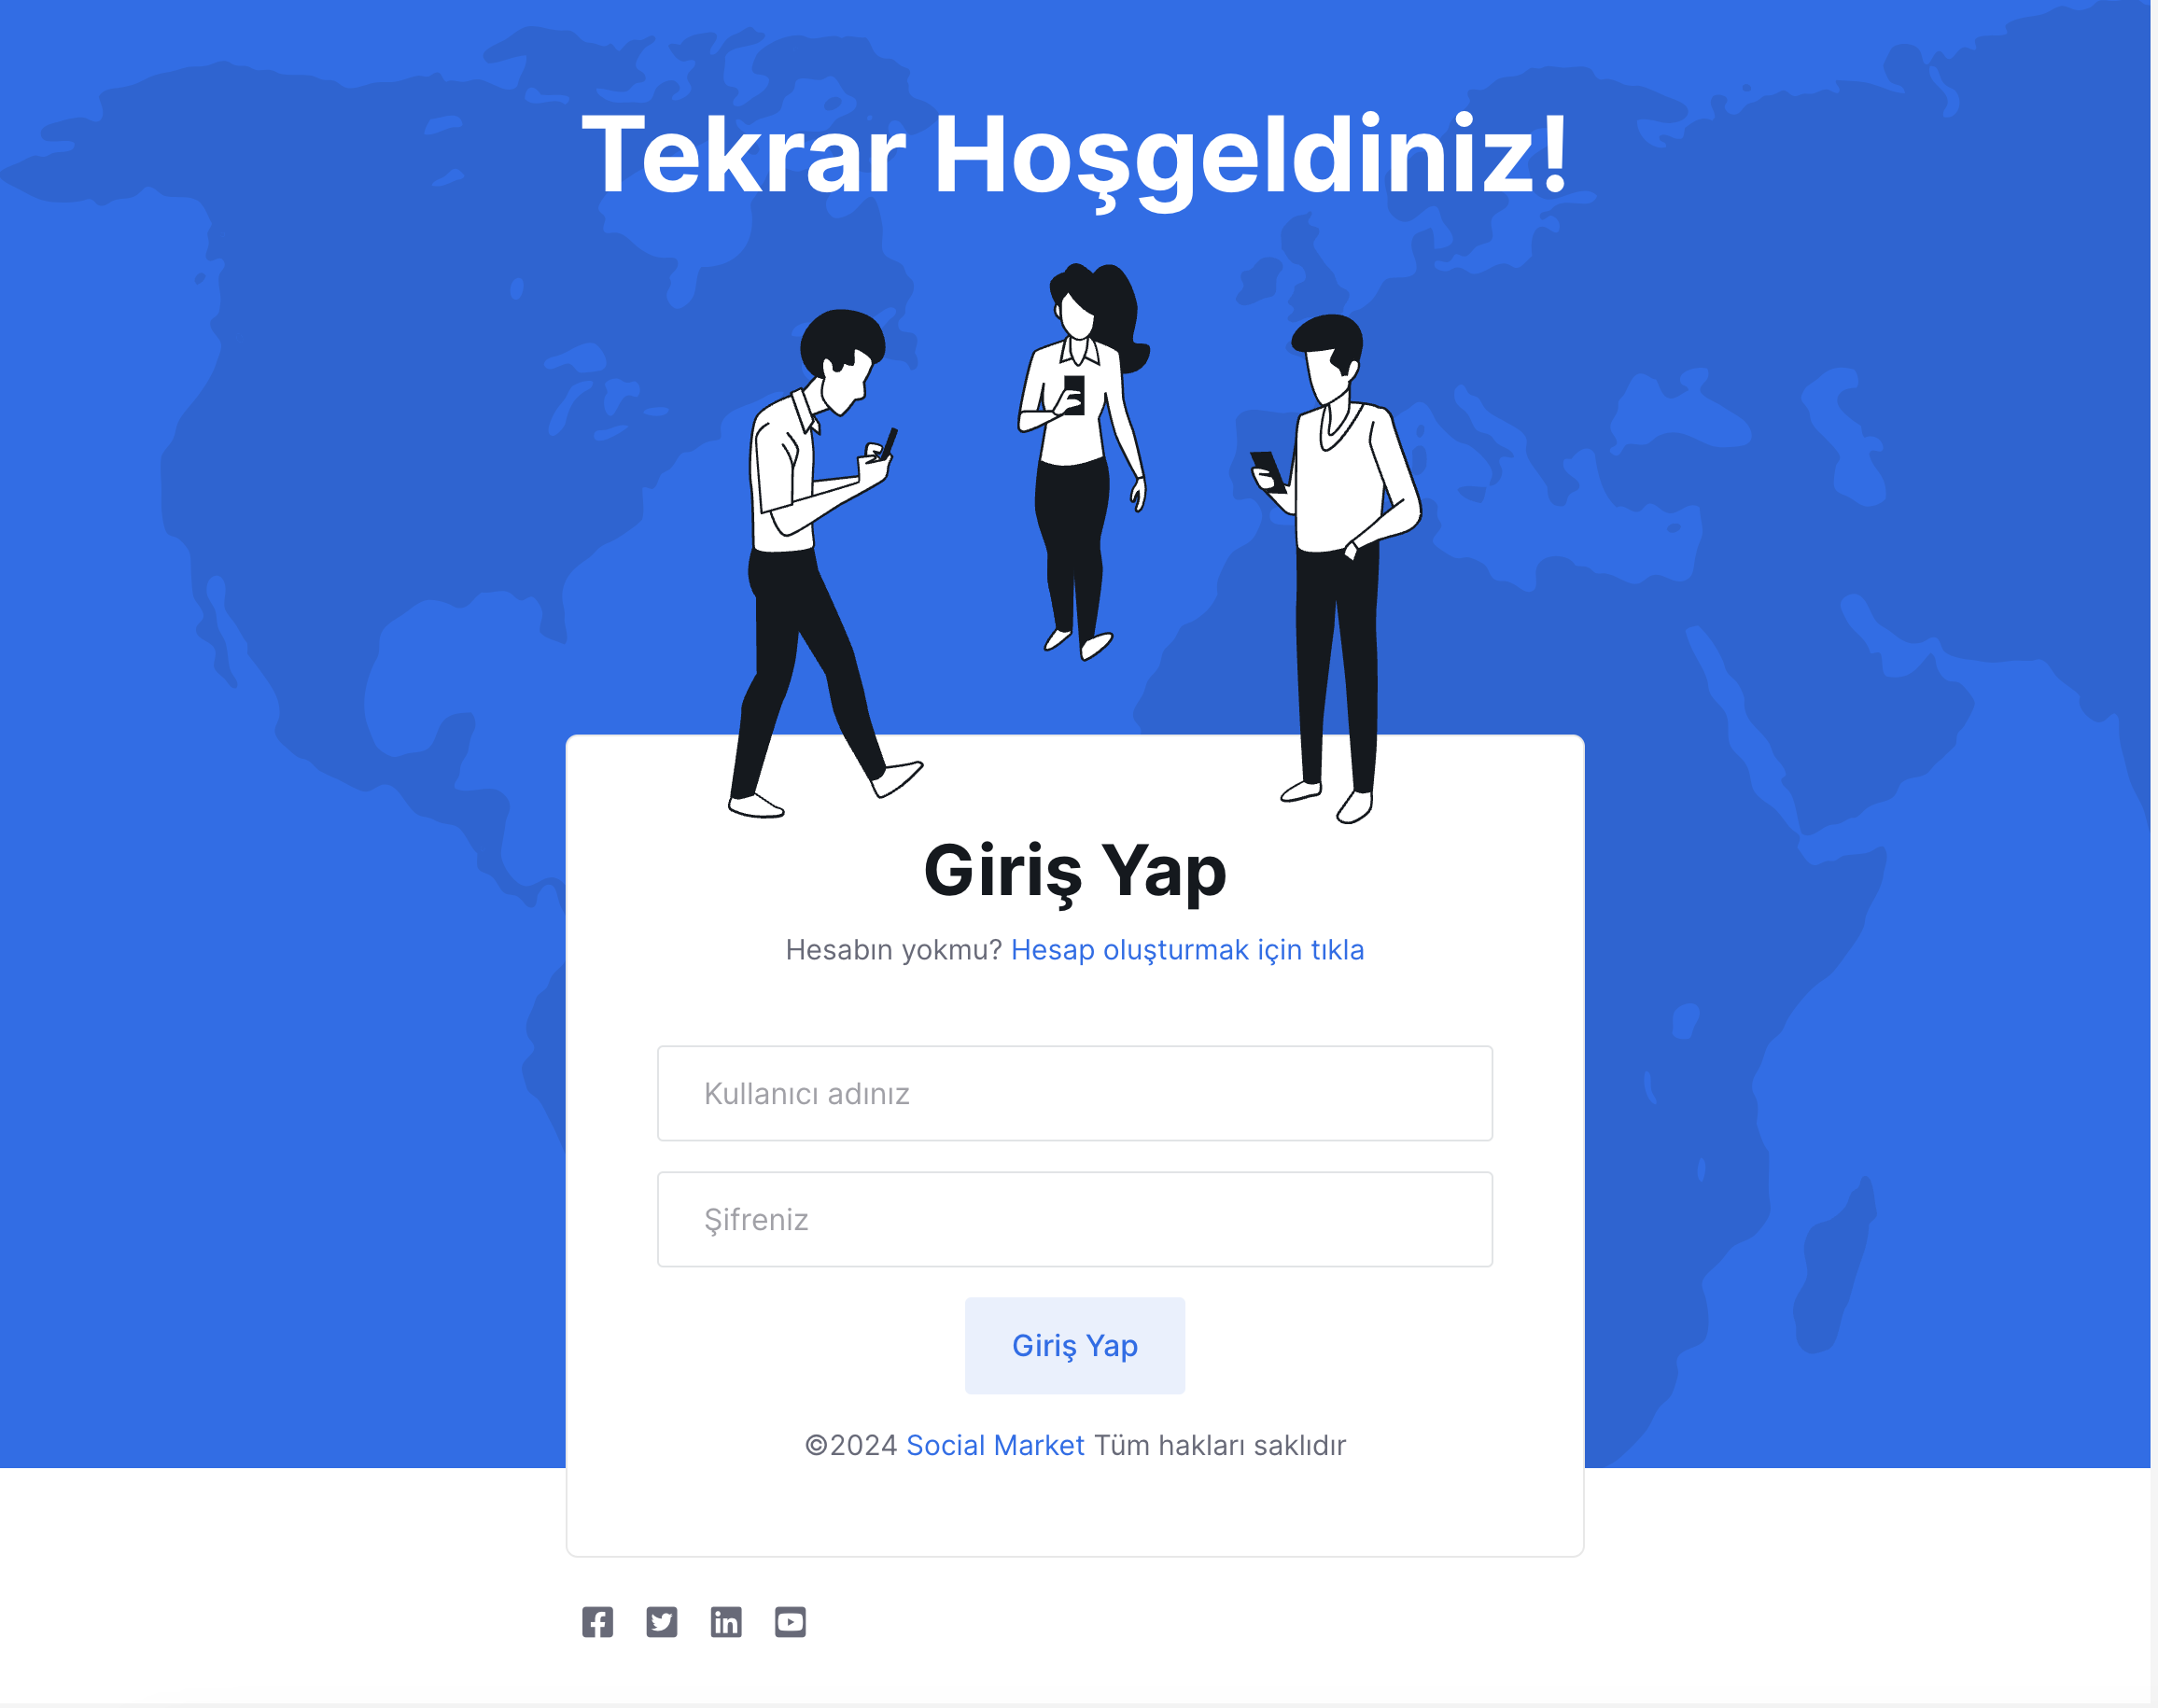 Tekrar Hoşgeldiniz!
Giriş Yap
Hesabın yokmu? Hesap oluşturmak için tıkla
Kullanıcı adınız
Şifreniz
Giriş Yap
©2024 Social Market Tüm hakları saklıdır